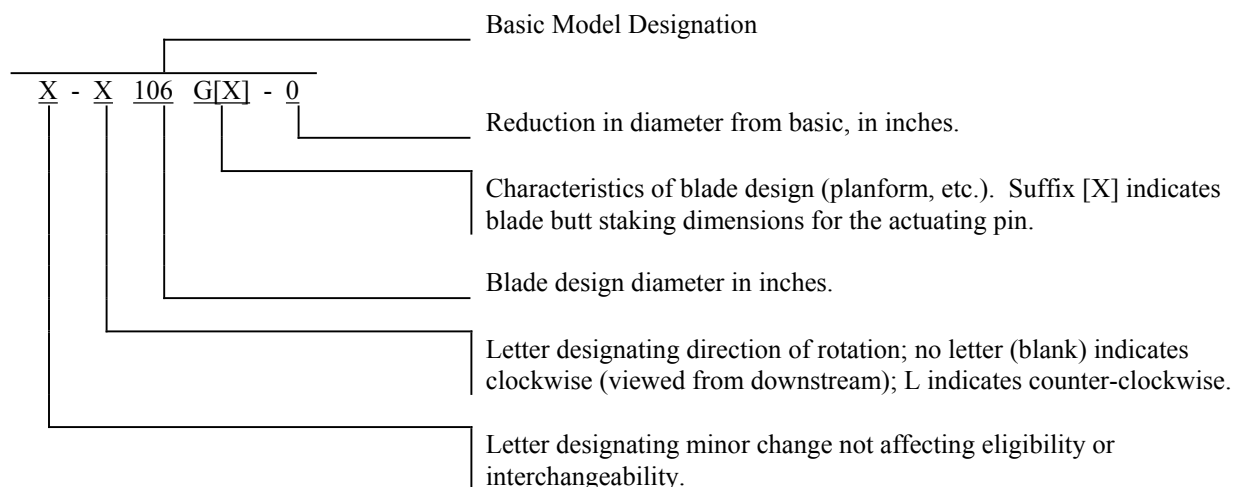 Basic Model Designation
X - X 106 G[X] - 0
Reduction in diameter from basic, in inches.
Characteristics of blade design (planform, etc.).  Suffix [X] indicates
blade butt staking dimensions for the actuating pin.
Blade design diameter in inches.
Letter designating direction of rotation; no letter (blank) indicates
clockwise (viewed from downstream); L indicates counter-clockwise.
Letter designating minor change not affecting eligibility or
interchangeability.